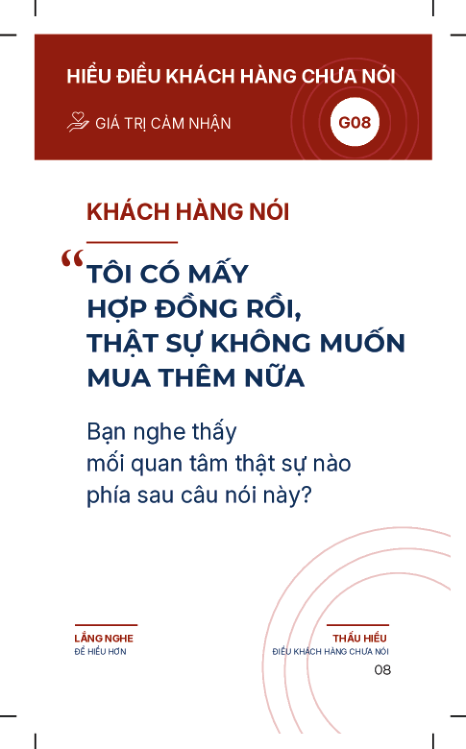 HIỂU ĐIỀU KHÁCH HÀNG CHƯA NÓI
GIÁ TRỊ CẢM NHẬN
G08
KHÁCH HÀNG NÓI
“TÔI CÓ MẤY
HỢP ĐỒNG RỒI,
THẬT SỰ KHÔNG MUỐN
MUA THÊM NỮA
Bạn nghe thấy
mối quan tâm thật sự nào
phía sau câu nói này?
LẮNG NGHE
ĐỂ HIỂU HƠN
THẤU HIỂU
ĐIỀU KHÁCH HÀNG CHƯA NÓI
08